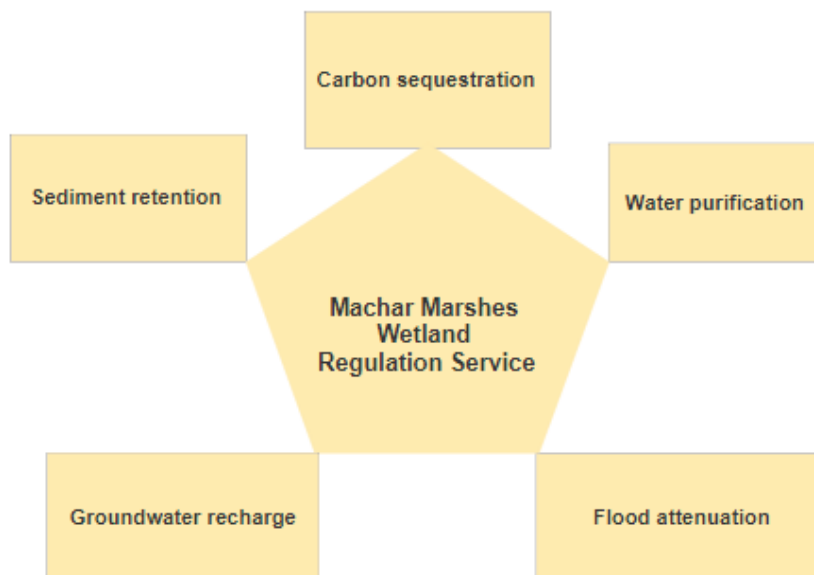 Carbon sequestration
Sediment retention
Water purification
Machar Marshes
Wetland
Regulation Service
Groundwater recharge
Flood attenuation